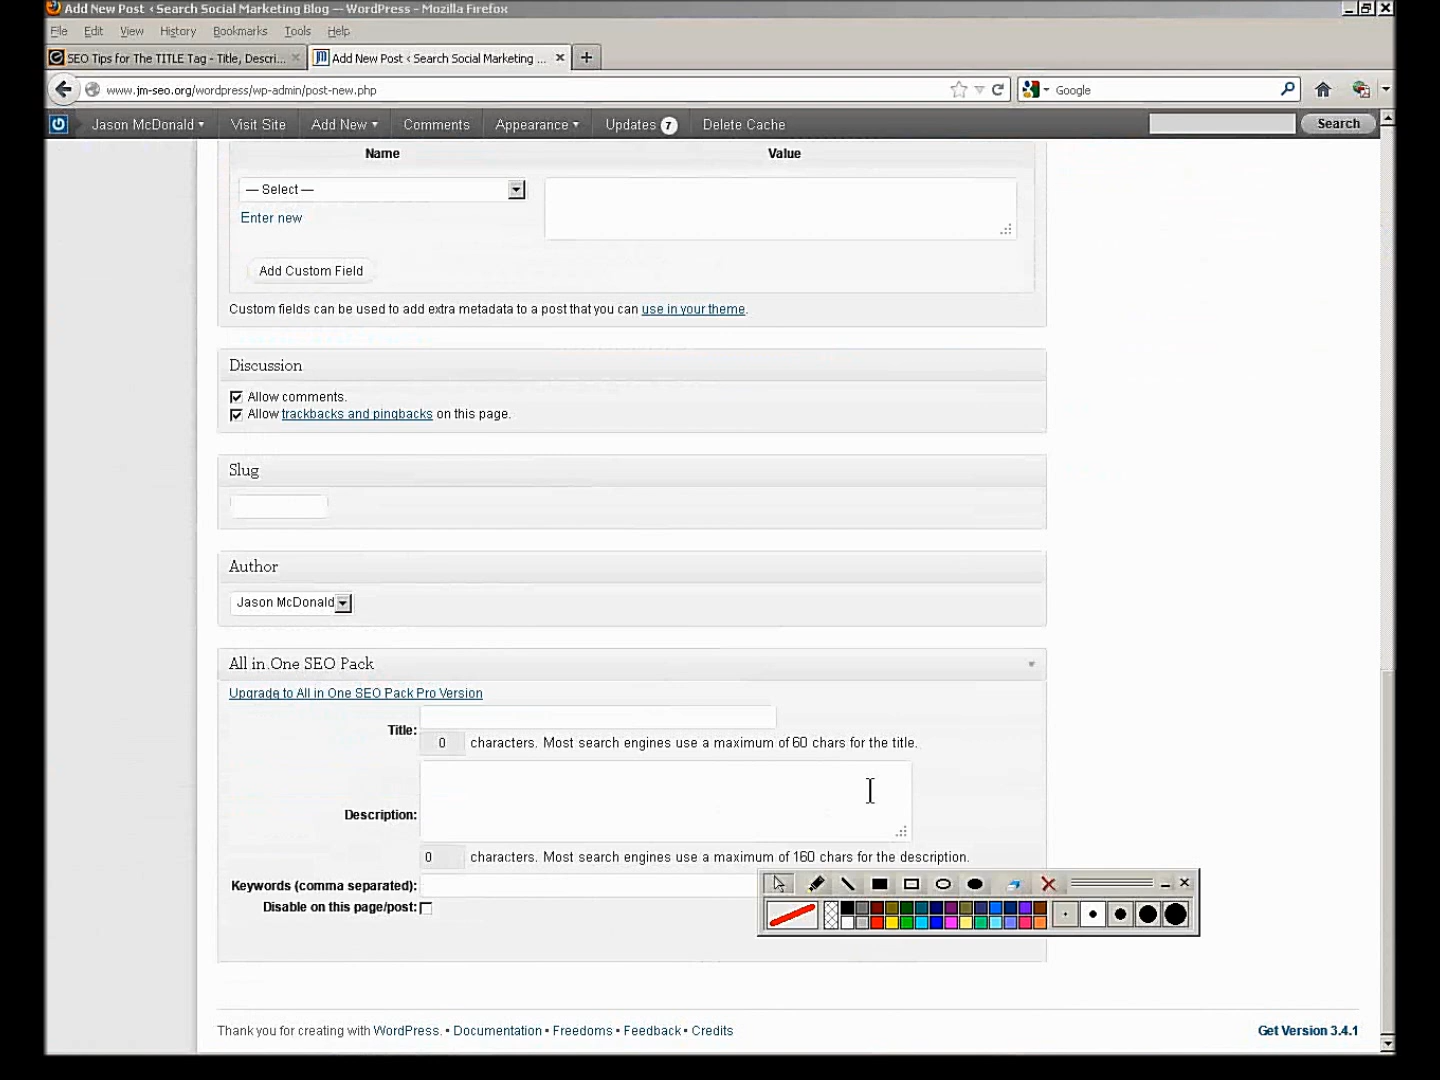 Add New Post ‹ Search Social Marketing Blog — WordPress - Mozilla Firefox
File Edit View History Bookmarks Tools Help
SEO Tips for The TITLE Tag - Title, Descri... Add New Post ‹ Search Social Marketing ...
www.jm-seo.org/wordpress/wp-admin/post-new.php Google
Jason McDonald Visit Site Add New Comments Appearance Updates 7 Delete Cache Search
Name Value
— Select —
Enter new
Add Custom Field
Custom fields can be used to add extra metadata to a post that you can use in your theme.
Discussion
Allow comments.
Allow trackbacks and pingbacks on this page.
Slug
Author
Jason McDonald
All in One SEO Pack
Upgrade to All in One SEO Pack Pro Version
Title:
0 characters. Most search engines use a maximum of 60 chars for the title.
Description:
0 characters. Most search engines use a maximum of 160 chars for the description.
Keywords (comma separated):
Disable on this page/post:
Thank you for creating with WordPress. • Documentation • Freedoms • Feedback • Credits Get Version 3.4.1